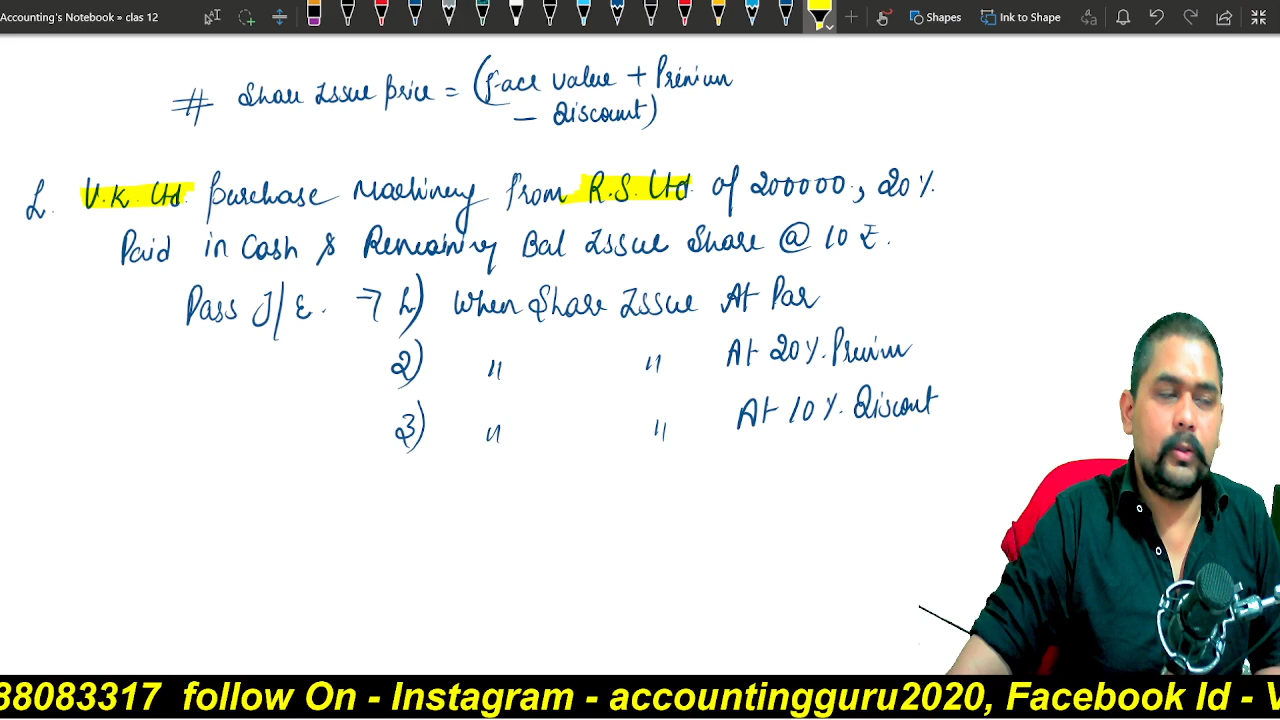 Accounting's Notebook » clas 12
Shapes
Ink to Shape
# Share Issue price = (face value + Premium
- Discount)
1. V.K. Ltd purchase Machinery from R.S. Ltd of 200000, 20%
Paid in Cash & Remaining Bal Issue Share @ 10 ₹.
Pass J/E. → 1) When Share Issue At Par
2) " " At 20% Premium
3) " " At 10% Discount
88083317 follow On - Instagram - accountingguru2020, Facebook Id - V